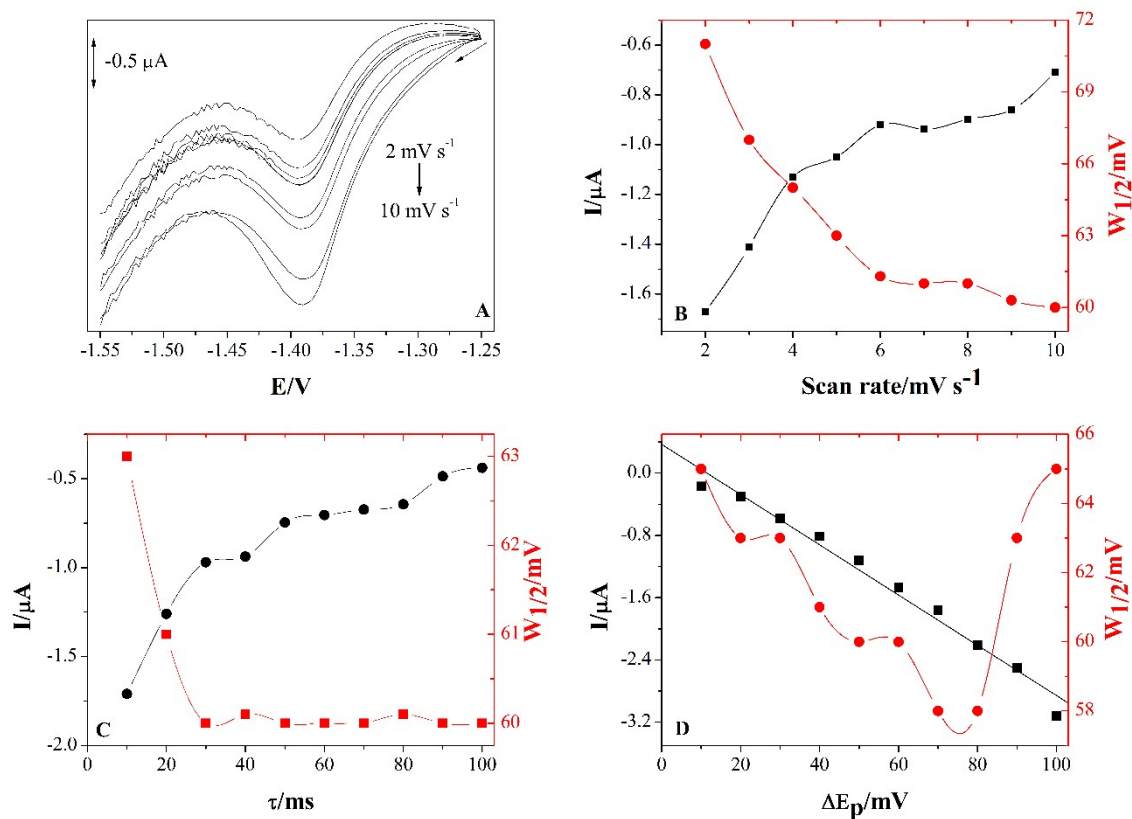 -0.5 μA
2 mV s⁻¹
10 mV s⁻¹
A
-1.55 -1.50 -1.45 -1.40 -1.35 -1.30 -1.25
E/V
-0.6
-0.8
-1.0
-1.2
-1.4
-1.6
I/μA
B
72
69
66
63
60
W1/2/mV
2 4 6 8 10
Scan rate/mV s⁻¹
-0.5
-1.0
-1.5
-2.0
I/μA
C
63
62
61
60
W1/2/mV
0 20 40 60 80 100
τ/ms
0.0
-0.8
-1.6
-2.4
-3.2
I/μA
D
66
64
62
60
58
W1/2/mV
0 20 40 60 80 100
ΔEp/mV